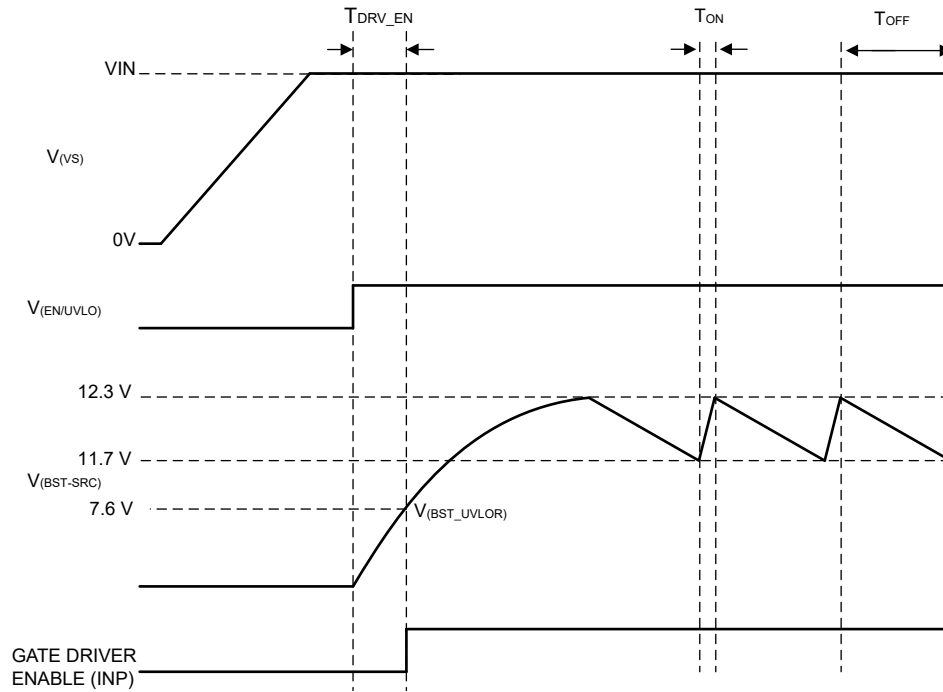 TDRV_EN
TON
TOFF
VIN
V(VS)
0V
V(EN/UVLO)
12.3 V
11.7 V
V(BST-SRC)
7.6 V
V(BST_UVLOR)
GATE DRIVER
ENABLE (INP)